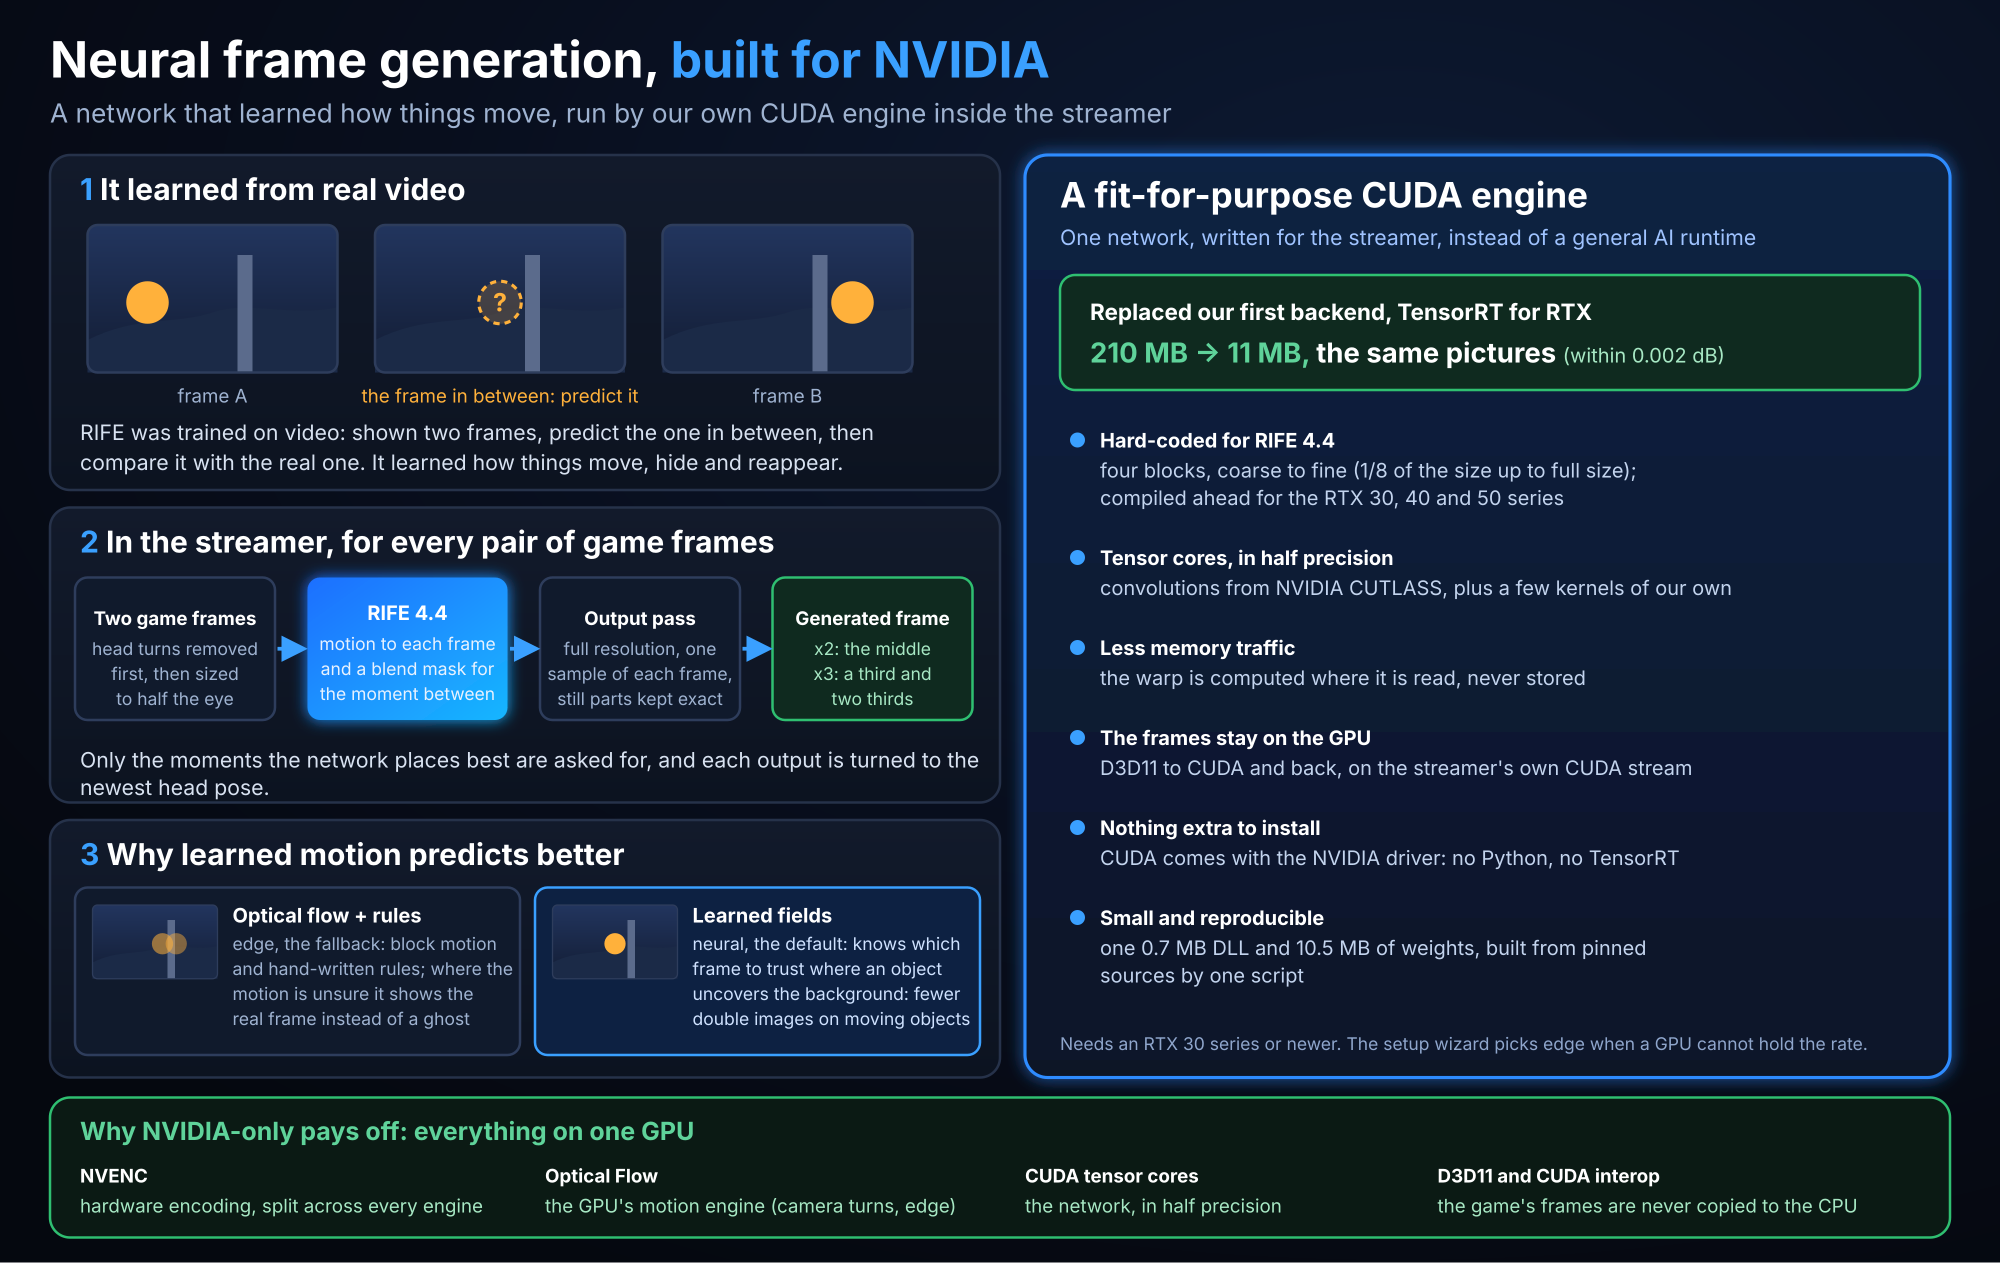 Neural frame generation, built for NVIDIA
A network that learned how things move, run by our own CUDA engine inside the streamer
1 It learned from real video
?
frame A
the frame in between: predict it
frame B
RIFE was trained on video: shown two frames, predict the one in between, then
compare it with the real one. It learned how things move, hide and reappear.
2 In the streamer, for every pair of game frames
Two game frames
head turns removed
first, then sized
to half the eye
RIFE 4.4
motion to each frame
and a blend mask for
the moment between
Output pass
full resolution, one
sample of each frame,
still parts kept exact
Generated frame
x2: the middle
x3: a third and
two thirds
Only the moments the network places best are asked for, and each output is turned to the
newest head pose.
3 Why learned motion predicts better
Optical flow + rules
edge, the fallback: block motion
and hand-written rules; where the
motion is unsure it shows the
real frame instead of a ghost
Learned fields
neural, the default: knows which
frame to trust where an object
uncovers the background: fewer
double images on moving objects
A fit-for-purpose CUDA engine
One network, written for the streamer, instead of a general AI runtime
Replaced our first backend, TensorRT for RTX
210 MB → 11 MB, the same pictures (within 0.002 dB)
Hard-coded for RIFE 4.4
four blocks, coarse to fine (1/8 of the size up to full size);
compiled ahead for the RTX 30, 40 and 50 series
Tensor cores, in half precision
convolutions from NVIDIA CUTLASS, plus a few kernels of our own
Less memory traffic
the warp is computed where it is read, never stored
The frames stay on the GPU
D3D11 to CUDA and back, on the streamer's own CUDA stream
Nothing extra to install
CUDA comes with the NVIDIA driver: no Python, no TensorRT
Small and reproducible
one 0.7 MB DLL and 10.5 MB of weights, built from pinned
sources by one script
Needs an RTX 30 series or newer. The setup wizard picks edge when a GPU cannot hold the rate.
Why NVIDIA-only pays off: everything on one GPU
NVENC
hardware encoding, split across every engine
Optical Flow
the GPU's motion engine (camera turns, edge)
CUDA tensor cores
the network, in half precision
D3D11 and CUDA interop
the game's frames are never copied to the CPU